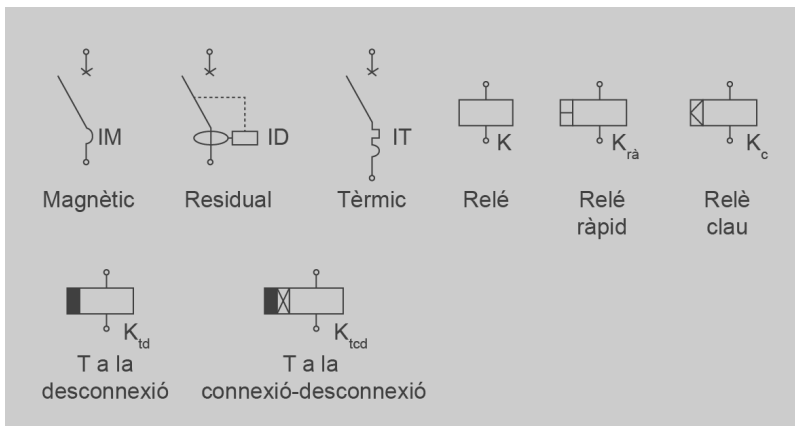 IM
ID
IT
K
Krà
Kc
Magnètic
Residual
Tèrmic
Relé
Relé
ràpid
Relè
clau
Ktd
Ktcd
T a la
desconnexió
T a la
connexió-desconnexió